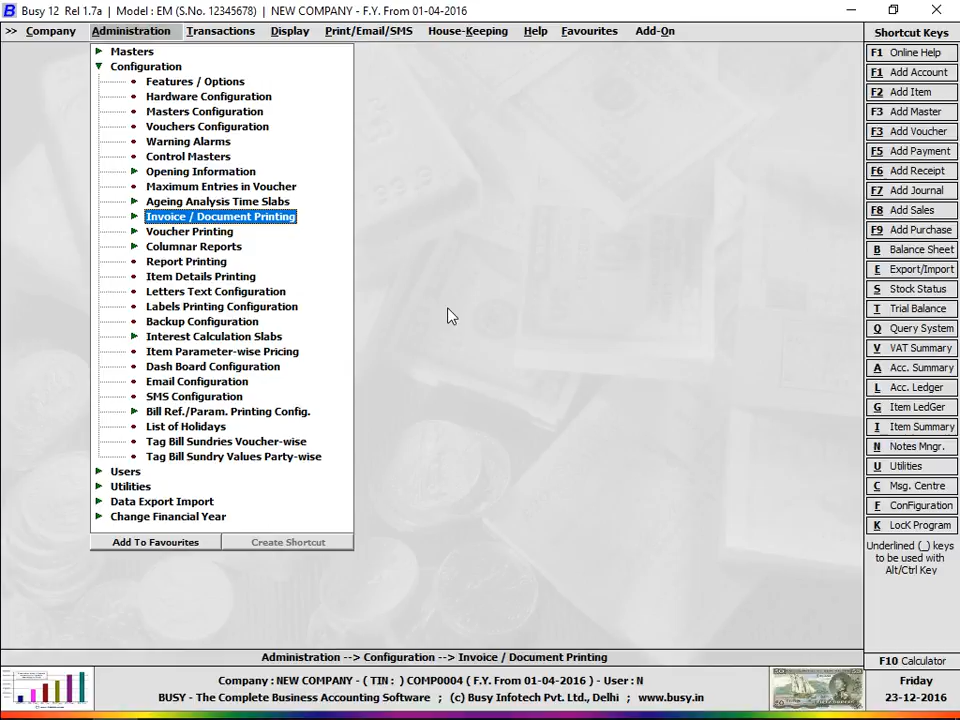 B Busy 12 Rel 1.7a | Model : EM (S.No. 12345678) | NEW COMPANY - F.Y. From 01-04-2016
>> Company Administration Transactions Display Print/Email/SMS House-Keeping Help Favourites Add-On
Masters
Configuration
Features / Options
Hardware Configuration
Masters Configuration
Vouchers Configuration
Warning Alarms
Control Masters
Opening Information
Maximum Entries in Voucher
Ageing Analysis Time Slabs
Invoice / Document Printing
Voucher Printing
Columnar Reports
Report Printing
Item Details Printing
Letters Text Configuration
Labels Printing Configuration
Backup Configuration
Interest Calculation Slabs
Item Parameter-wise Pricing
Dash Board Configuration
Email Configuration
SMS Configuration
Bill Ref./Param. Printing Config.
List of Holidays
Tag Bill Sundries Voucher-wise
Tag Bill Sundry Values Party-wise
Users
Utilities
Data Export Import
Change Financial Year
Add To Favourites Create Shortcut
Shortcut Keys
F1 Online Help
F1 Add Account
F2 Add Item
F3 Add Master
F3 Add Voucher
F5 Add Payment
F6 Add Receipt
F7 Add Journal
F8 Add Sales
F9 Add Purchase
B Balance Sheet
E Export/Import
S Stock Status
T Trial Balance
Q Query System
V VAT Summary
A Acc. Summary
L Acc. Ledger
G Item LedGer
I Item Summary
N Notes Mngr.
U Utilities
C Msg. Centre
F ConFiguration
K LocK Program
Underlined (_) keys
to be used with
Alt/Ctrl Key
F10 Calculator
Administration --> Configuration --> Invoice / Document Printing
Company : NEW COMPANY - ( TIN : ) COMP0004 ( F.Y. From 01-04-2016 ) - User : N
BUSY - The Complete Business Accounting Software ; (c) Busy Infotech Pvt. Ltd., Delhi ; www.busy.in
Friday
23-12-2016